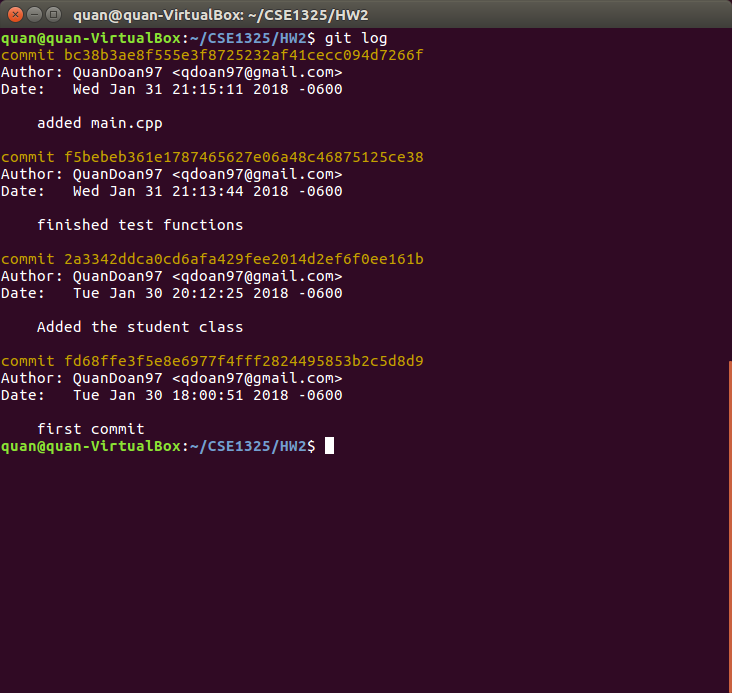 quan@quan-VirtualBox: ~/CSE1325/HW2
quan@quan-VirtualBox:~/CSE1325/HW2$ git log
commit bc38b3ae8f555e3f8725232af41cecc094d7266f
Author: QuanDoan97 <qdoan97@gmail.com>
Date:   Wed Jan 31 21:15:11 2018 -0600
    added main.cpp
commit f5bebeb361e1787465627e06a48c46875125ce38
Author: QuanDoan97 <qdoan97@gmail.com>
Date:   Wed Jan 31 21:13:44 2018 -0600
    finished test functions
commit 2a3342ddca0cd6afa429fee2014d2ef6f0ee161b
Author: QuanDoan97 <qdoan97@gmail.com>
Date:   Tue Jan 30 20:12:25 2018 -0600
    Added the student class
commit fd68ffe3f5e8e6977f4fff2824495853b2c5d8d9
Author: QuanDoan97 <qdoan97@gmail.com>
Date:   Tue Jan 30 18:00:51 2018 -0600
    first commit
quan@quan-VirtualBox:~/CSE1325/HW2$